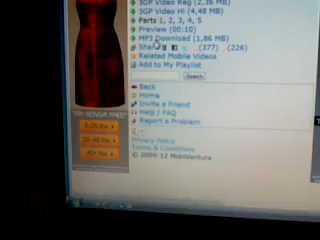 3GP Video Reg (2,36 MB)
3GP Video Hi (4,48 MB)
Parts 1, 2, 3, 4, 5
Preview (00:10)
MP3 Download (1,86 MB)
Share (377) (226)
Related Mobile Videos
Add to My Playlist
Search
Back
Home
Invite a Friend
Help / FAQ
Report a Problem
Privacy Policy
Terms & Conditions
© 2009-12 MobiVentura